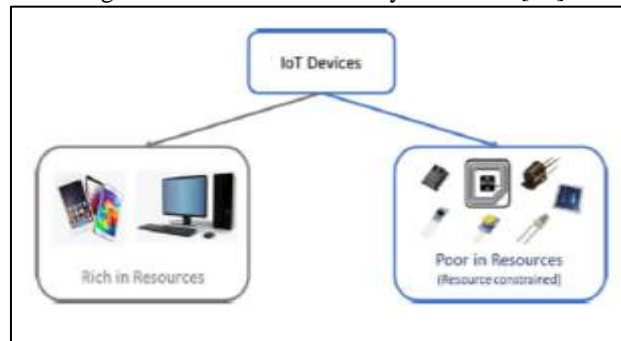 IoT Devices
Rich in Resources
Poor in Resources
(Resource constrained)